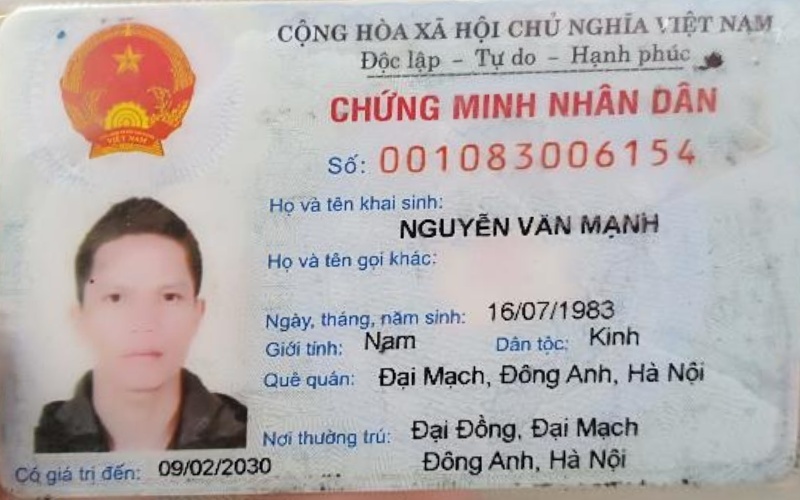 CỘNG HÒA XÃ HỘI CHỦ NGHĨA VIỆT NAM
Độc lập - Tự do - Hạnh phúc
CHỨNG MINH NHÂN DÂN
Số: 001083006154
Họ và tên khai sinh:
NGUYỄN VĂN MẠNH
Họ và tên gọi khác:
Ngày, tháng, năm sinh: 16/07/1983
Giới tính: Nam Dân tộc: Kinh
Quê quán: Đại Mạch, Đông Anh, Hà Nội
Nơi thường trú: Đại Đồng, Đại Mạch
Đông Anh, Hà Nội
Có giá trị đến: 09/02/2030